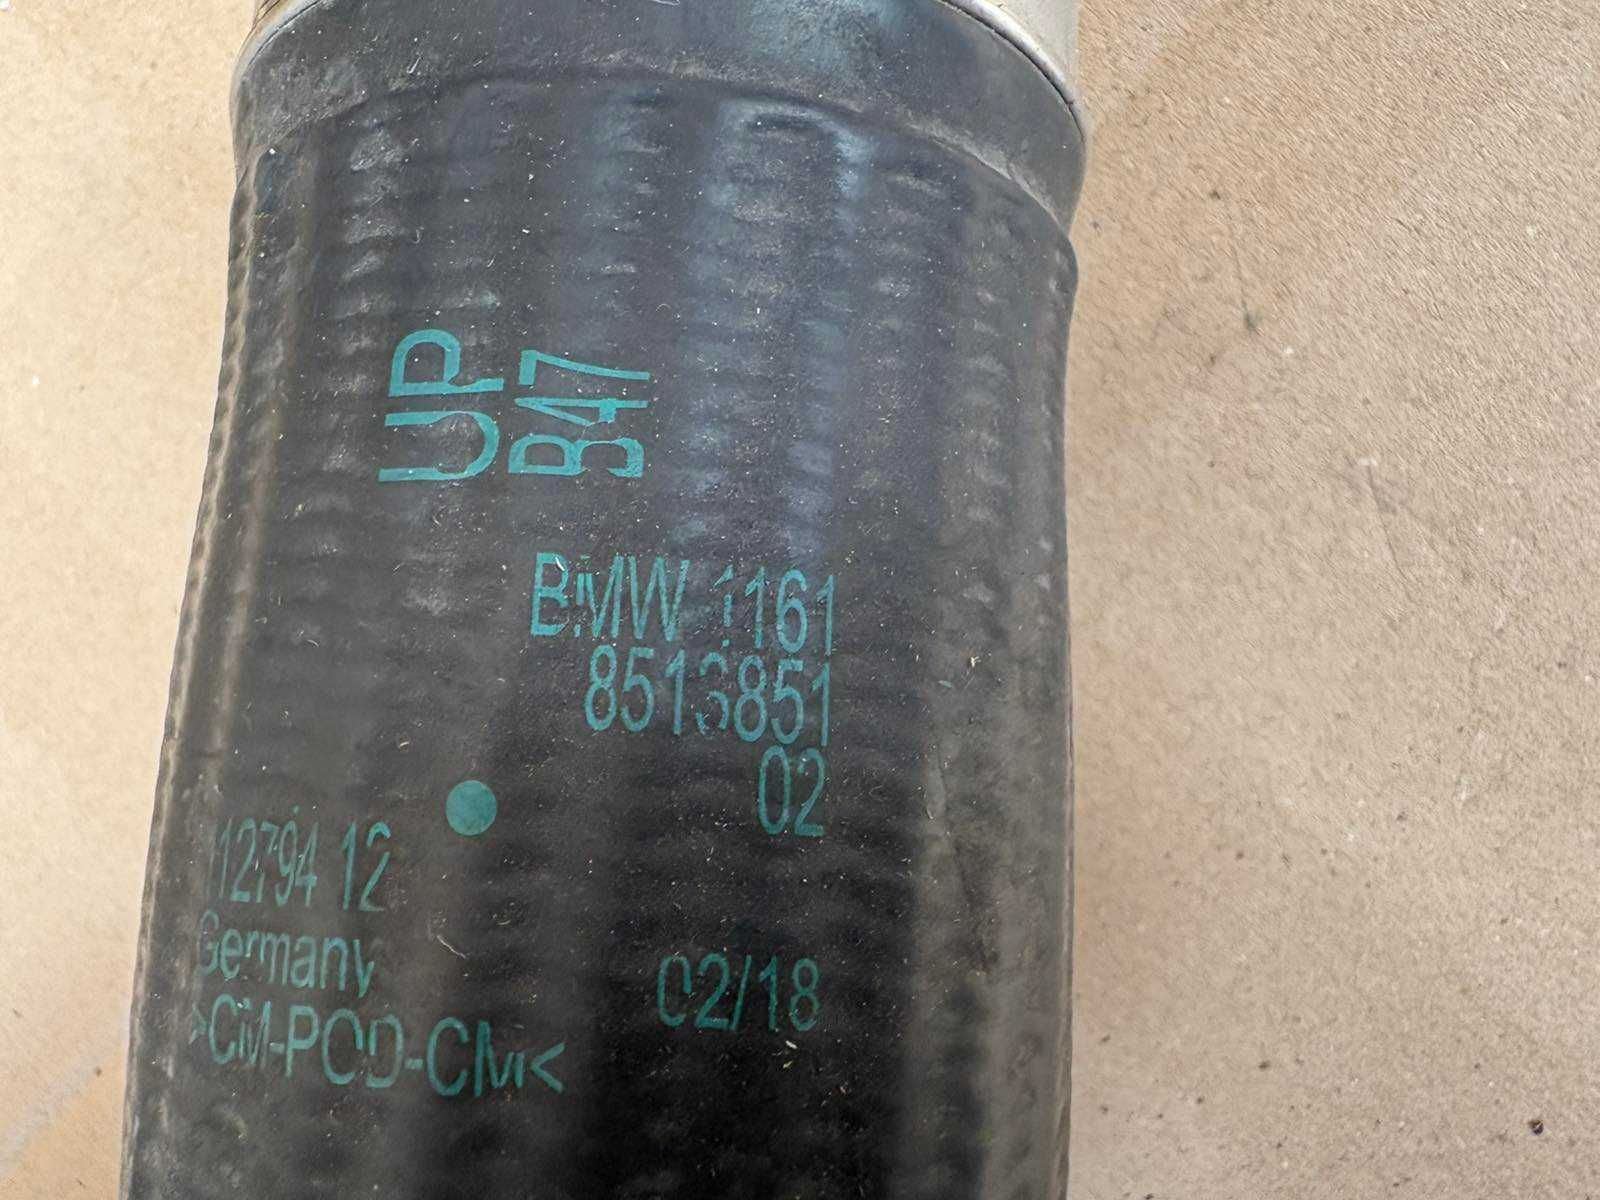 UP
B47
BMW 1161
8513851
02
112794 12
Germany
02/18
>CM-POD-CM<